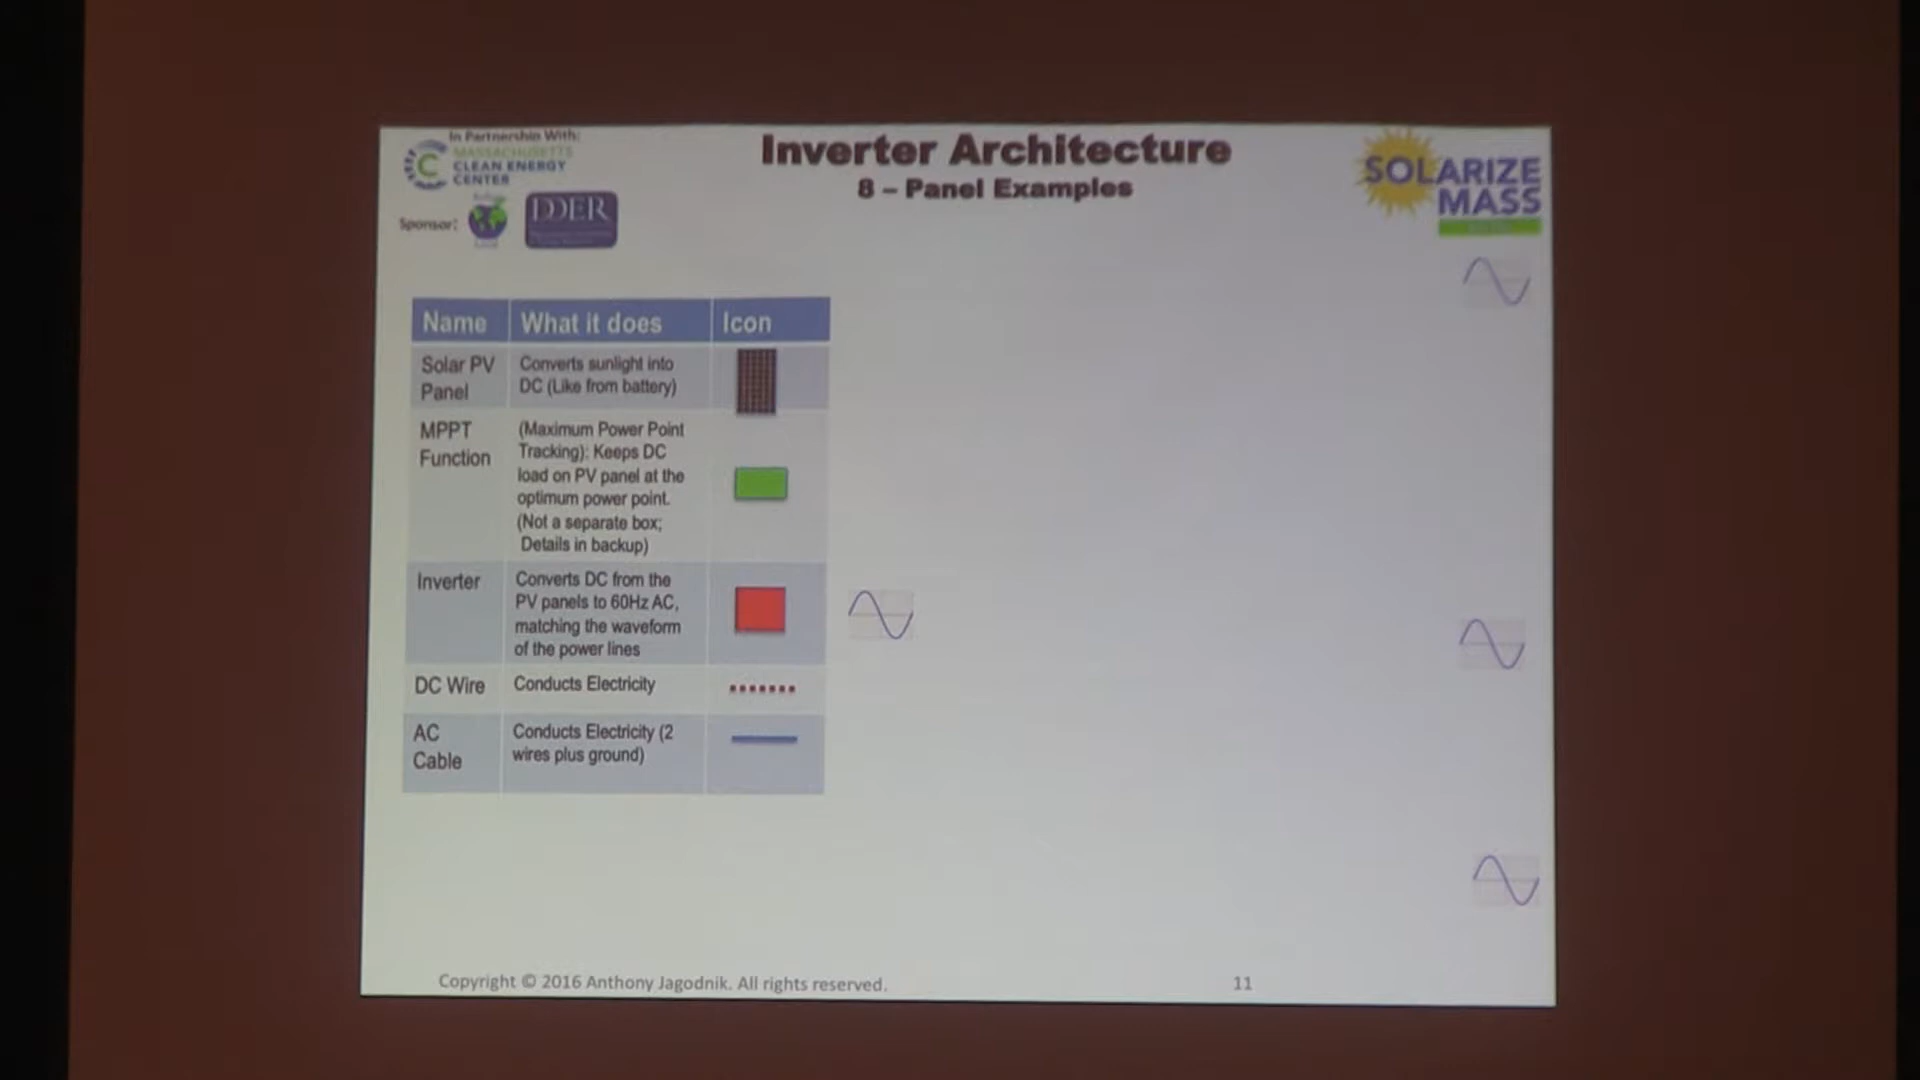 In Partnership With:
MASSACHUSETTS
CLEAN ENERGY
CENTER
Sponsor:
DOER
Inverter Architecture
8 – Panel Examples
SOLARIZE
MASS
Name What it does Icon
Solar PV
Panel
Converts sunlight into
DC (Like from battery)
MPPT
Function
(Maximum Power Point
Tracking): Keeps DC
load on PV panel at the
optimum power point.
(Not a separate box;
Details in backup)
Inverter
Converts DC from the
PV panels to 60Hz AC,
matching the waveform
of the power lines
DC Wire
Conducts Electricity
AC
Cable
Conducts Electricity (2
wires plus ground)
Copyright © 2016 Anthony Jagodnik. All rights reserved.
11